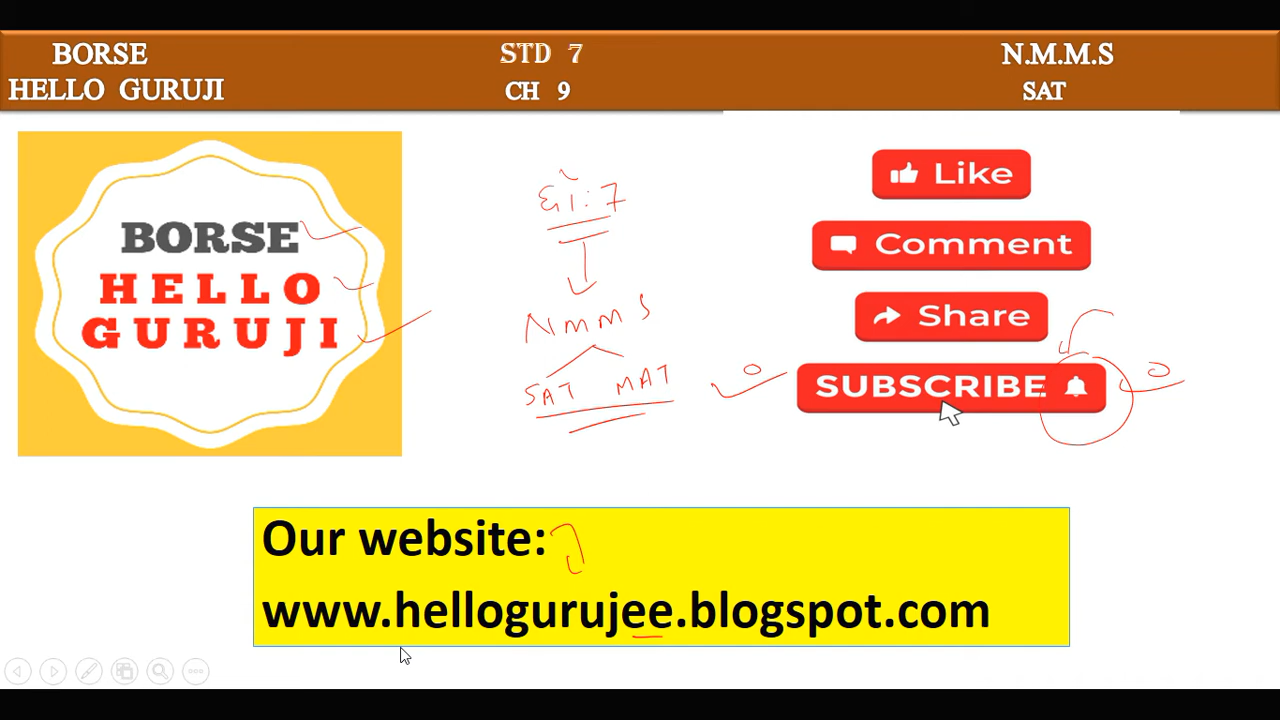 BORSE
HELLO GURUJI
STD 7
CH 9
N.M.M.S
SAT
BORSE
HELLO
GURUJI
ધો:7
NMMS
SAT MAT
Like
Comment
Share
SUBSCRIBE
Our website:
www.hellogurujee.blogspot.com